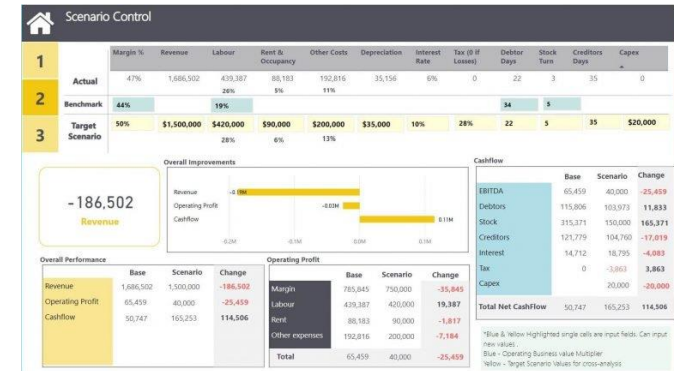 Scenario Control
1
2
3
Margin % Revenue Labour Rent & Occupancy Other Costs Depreciation Interest Rate Tax (0 If Losses) Debtor Days Stock Turn Creditors Days Capex
Actual 47% 1,686,502 439,387 88,183 192,816 35,156 6% 0 22 3 35 0
26% 5% 11%
Benchmark 44% 19% 34 5
Target Scenario 50% $1,500,000 $420,000 $90,000 $200,000 $35,000 10% 28% 22 5 35 $20,000
28% 6% 13%
-186,502
Revenue
Overall Improvements
Revenue -0.19M
Operating Profit -0.03M
Cashflow 0.11M
-0.2M -0.1M 0.0M 0.1M
Cashflow
Base Scenario Change
EBITDA 65,459 40,000 -25,459
Debtors 115,806 103,973 11,833
Stock 315,371 150,000 165,371
Creditors 121,779 104,760 -17,019
Interest 14,712 18,795 -4,083
Tax 0 -3,863 3,863
Capex 20,000 -20,000
Total Net CashFlow 50,747 165,253 114,506
Overall Performance
Base Scenario Change
Revenue 1,686,502 1,500,000 -186,502
Operating Profit 65,459 40,000 -25,459
Cashflow 50,747 165,253 114,506
Operating Profit
Base Scenario Change
Margin 785,845 750,000 -35,845
Labour 439,387 420,000 19,387
Rent 88,183 90,000 -1,817
Other expenses 192,816 200,000 -7,184
Total 65,459 40,000 -25,459
*Blue & Yellow Highlighted single cells are input fields. Can input
new values .
Blue - Operating Business value Multiplier
Yellow - Target Scenario Values for cross-analysis